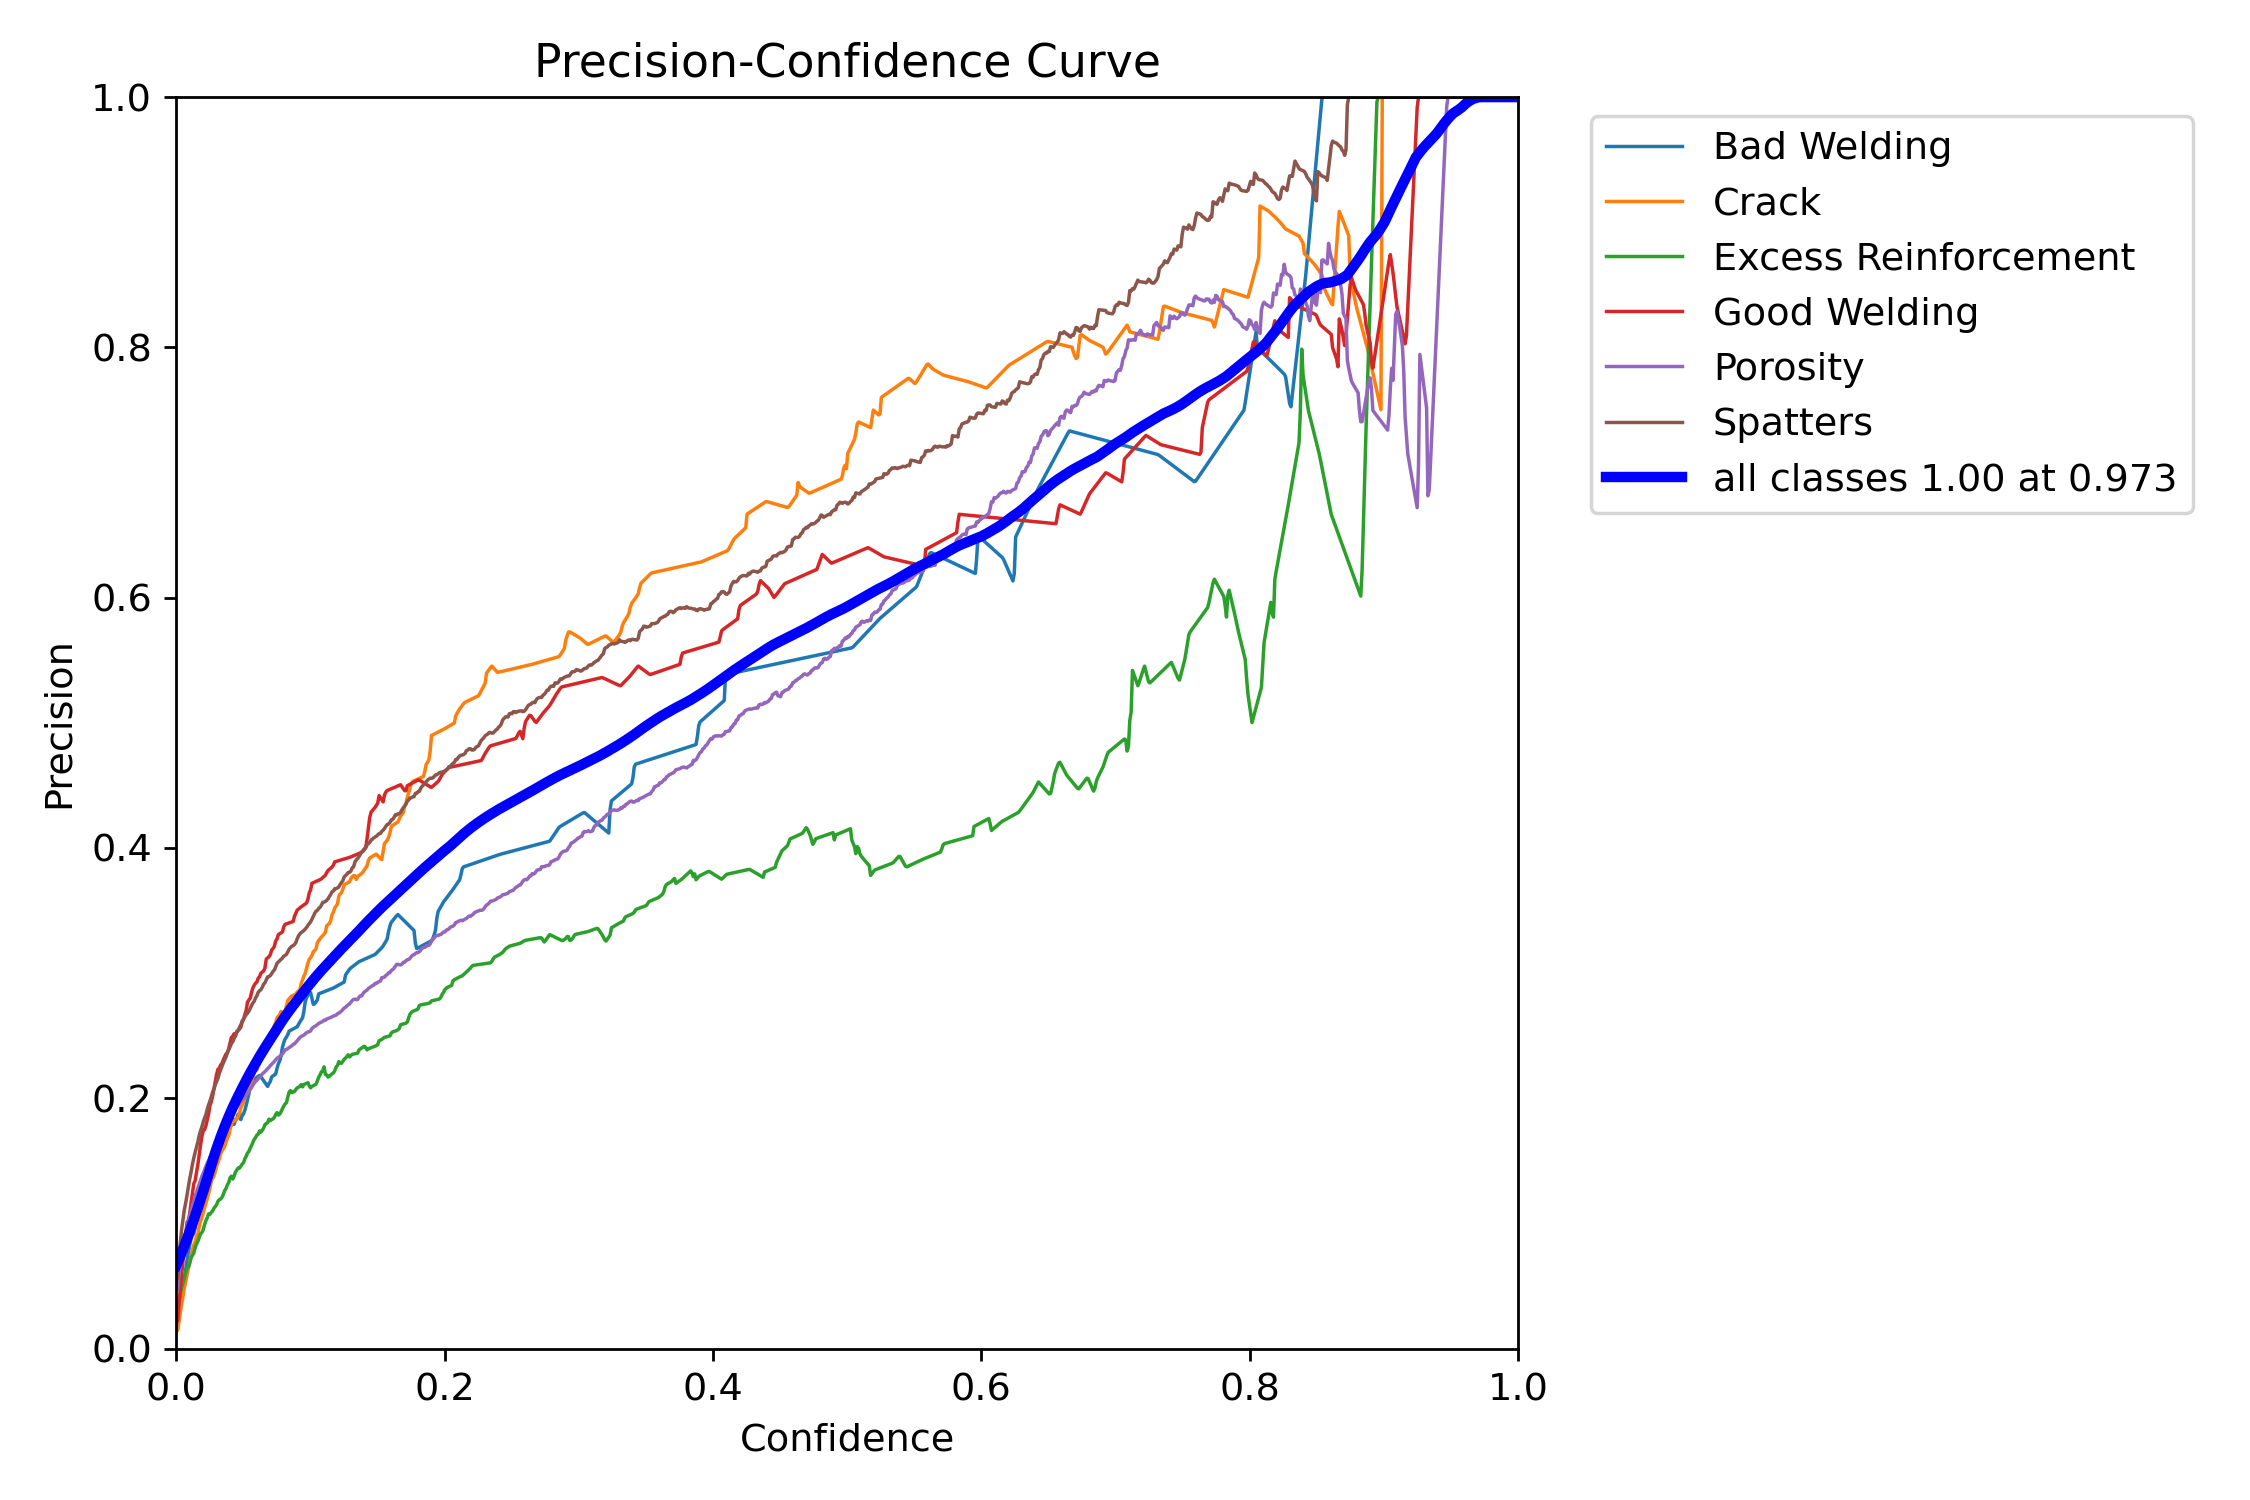 Precision-Confidence Curve
1.0
0.8
0.6
0.4
0.2
0.0
Precision
0.0 0.2 0.4 0.6 0.8 1.0
Confidence
Bad Welding
Crack
Excess Reinforcement
Good Welding
Porosity
Spatters
all classes 1.00 at 0.973